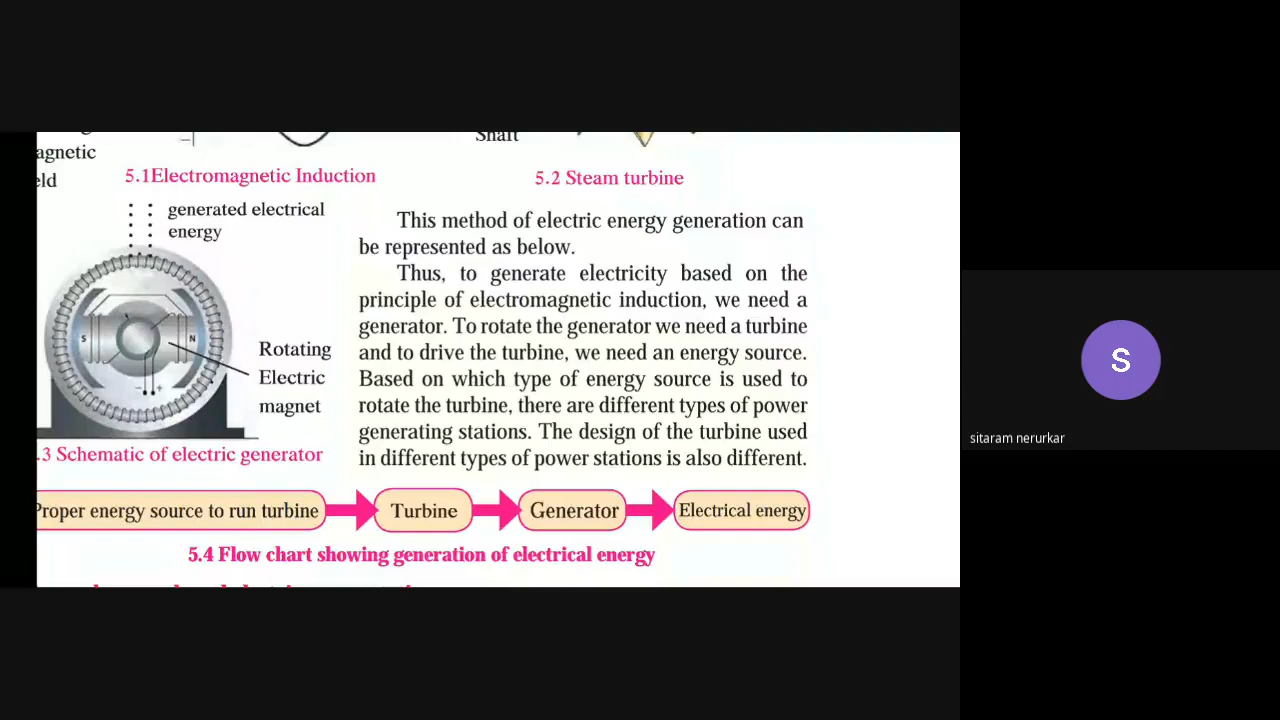 Shaft
agnetic
eld
5.1Electromagnetic Induction
5.2 Steam turbine
generated electrical
energy
S
N
- +
Rotating
Electric
magnet
.3 Schematic of electric generator
This method of electric energy generation can
be represented as below.
Thus, to generate electricity based on the
principle of electromagnetic induction, we need a
generator. To rotate the generator we need a turbine
and to drive the turbine, we need an energy source.
Based on which type of energy source is used to
rotate the turbine, there are different types of power
generating stations. The design of the turbine used
in different types of power stations is also different.
Proper energy source to run turbine
Turbine
Generator
Electrical energy
5.4 Flow chart showing generation of electrical energy
S
sitaram nerurkar